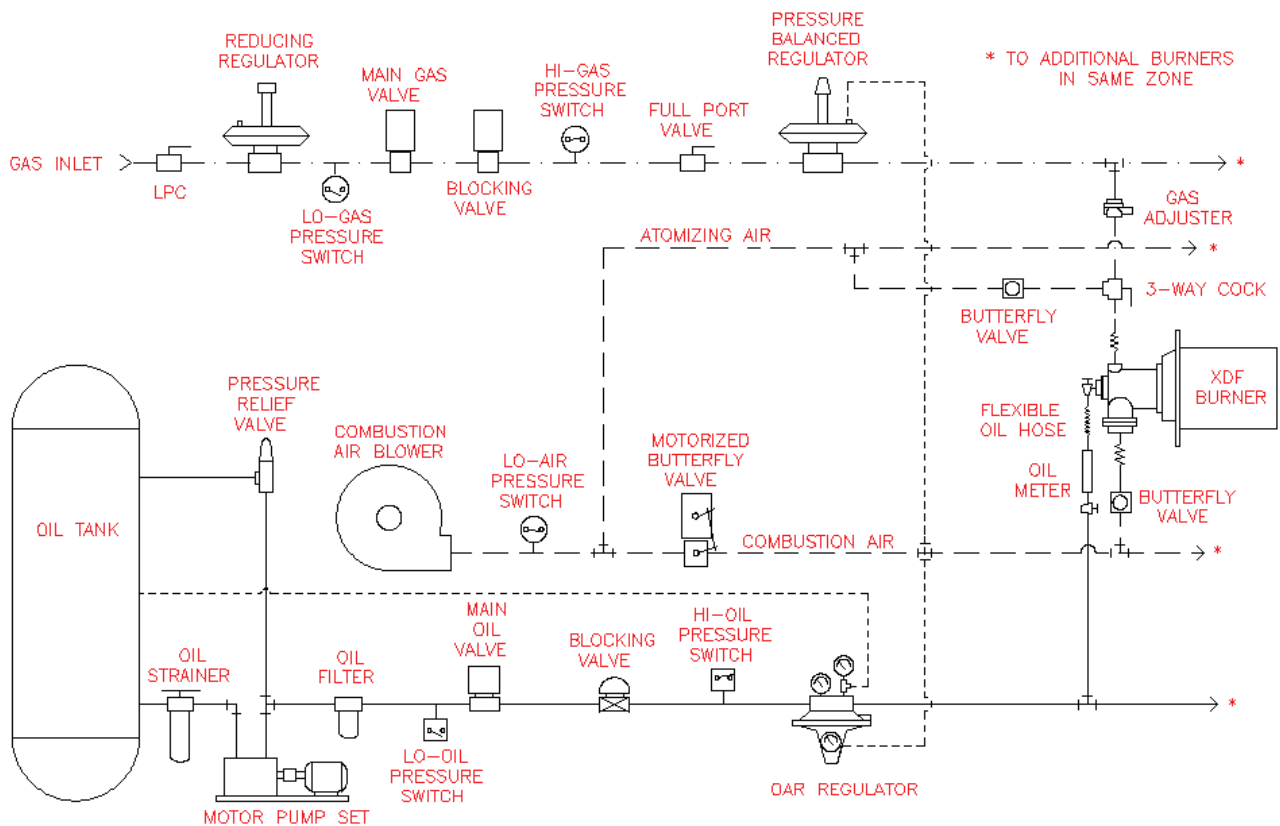 PRESSURE
BALANCED
REGULATOR
REDUCING
REGULATOR
MAIN GAS
VALVE
HI-GAS
PRESSURE
SWITCH
* TO ADDITIONAL BURNERS
IN SAME ZONE
FULL PORT
VALVE
GAS INLET
*
LPC
BLOCKING
VALVE
LO-GAS
PRESSURE
SWITCH
GAS
ADJUSTER
ATOMIZING AIR
*
3-WAY COCK
BUTTERFLY
VALVE
PRESSURE
RELIEF
VALVE
XDF
BURNER
FLEXIBLE
OIL HOSE
COMBUSTION
AIR BLOWER
MOTORIZED
BUTTERFLY
VALVE
LO-AIR
PRESSURE
SWITCH
OIL
METER
BUTTERFLY
VALVE
OIL TANK
COMBUSTION AIR
*
MAIN
OIL
VALVE
HI-OIL
PRESSURE
SWITCH
BLOCKING
VALVE
OIL
STRAINER
OIL
FILTER
*
LO-OIL
PRESSURE
SWITCH
OAR REGULATOR
MOTOR PUMP SET